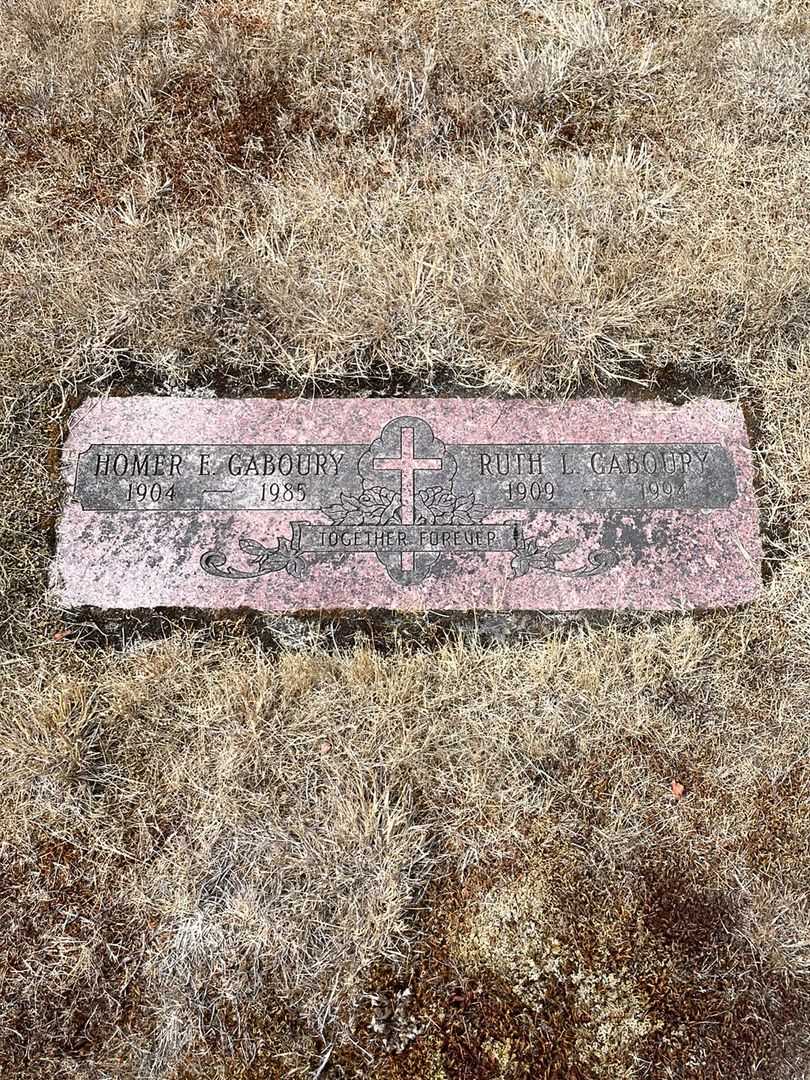 HOMER E. GABOURY
1904 — 1985
RUTH L. GABOURY
1909 — 1994
TOGETHER FOREVER